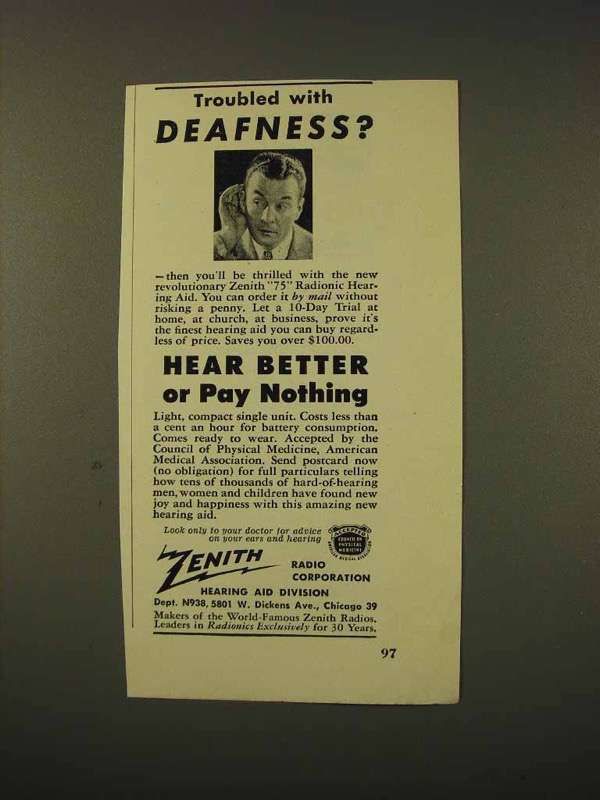 Troubled with
DEAFNESS?
—then you'll be thrilled with the new
revolutionary Zenith "75" Radionic Hear-
ing Aid. You can order it by mail without
risking a penny. Let a 10-Day Trial at
home, at church, at business, prove it's
the finest hearing aid you can buy regard-
less of price. Saves you over $100.00.
HEAR BETTER
or Pay Nothing
Light, compact single unit. Costs less than
a cent an hour for battery consumption.
Comes ready to wear. Accepted by the
Council of Physical Medicine, American
Medical Association. Send postcard now
(no obligation) for full particulars telling
how tens of thousands of hard-of-hearing
men, women and children have found new
joy and happiness with this amazing new
hearing aid.
Look only to your doctor for advice
on your ears and hearing
ACCEPTED
COUNCIL ON
PHYSICAL
MEDICINE
AMERICAN MEDICAL ASSOCIATION
ZENITH
RADIO
CORPORATION
HEARING AID DIVISION
Dept. N938, 5801 W. Dickens Ave., Chicago 39
Makers of the World-Famous Zenith Radios.
Leaders in Radionics Exclusively for 30 Years.
97